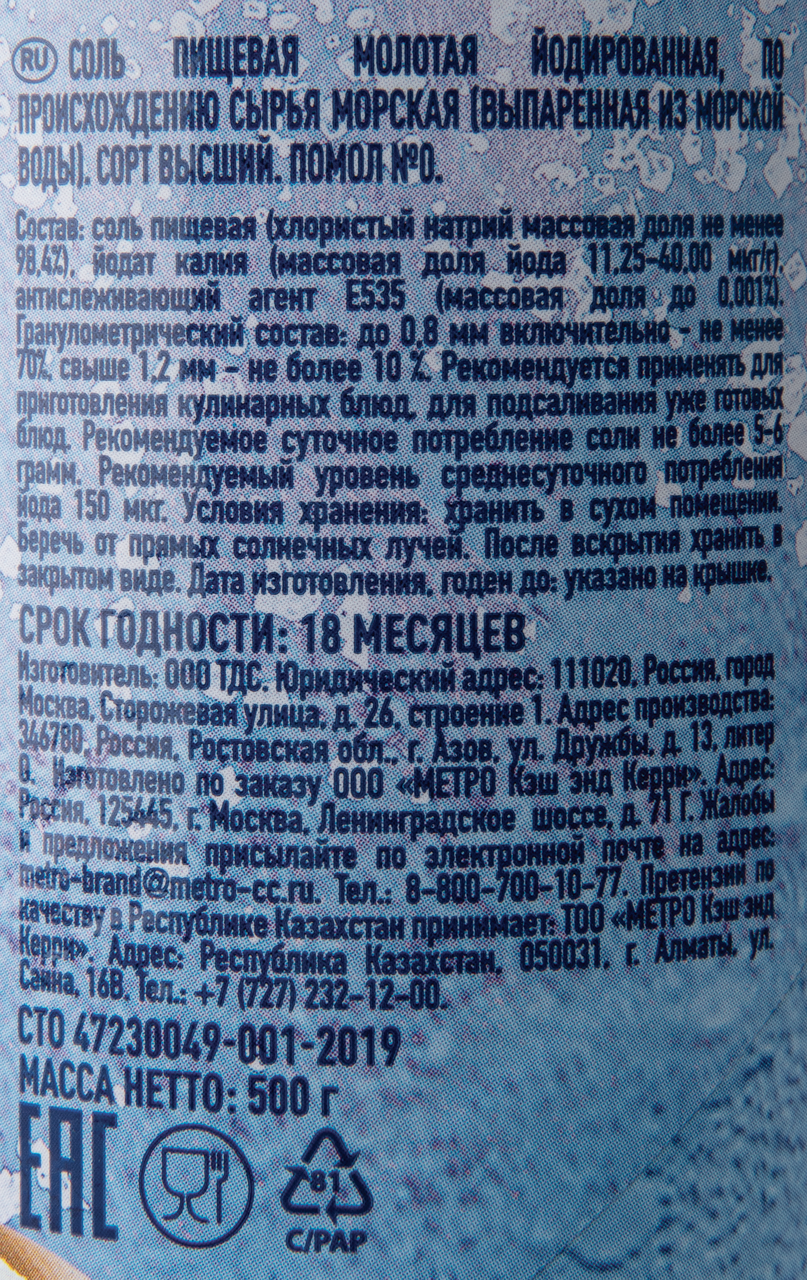 RU СОЛЬ ПИЩЕВАЯ МОЛОТАЯ ЙОДИРОВАННАЯ, ПО
ПРОИСХОЖДЕНИЮ СЫРЬЯ МОРСКАЯ (ВЫПАРЕННАЯ ИЗ МОРСКОЙ
ВОДЫ). СОРТ ВЫСШИЙ. ПОМОЛ №0.
Состав: соль пищевая (хлористый натрий массовая доля не менее
98,4%), йодат калия (массовая доля йода 11,25-40,00 мкг/г),
антислеживающий агент Е535 (массовая доля до 0,001%).
Гранулометрический состав: до 0,8 мм включительно - не менее
70%, свыше 1,2 мм - не более 10 %. Рекомендуется применять для
приготовления кулинарных блюд, для подсаливания уже готовых
блюд. Рекомендуемое суточное потребление соли не более 5-6
грамм. Рекомендуемый уровень среднесуточного потребления
йода 150 мкг. Условия хранения: хранить в сухом помещении.
Беречь от прямых солнечных лучей. После вскрытия хранить в
закрытом виде. Дата изготовления, годен до: указано на крышке.
СРОК ГОДНОСТИ: 18 МЕСЯЦЕВ
Изготовитель: ООО ТДС. Юридический адрес: 111020, Россия, город
Москва, Сторожевая улица, д. 26, строение 1. Адрес производства:
346780, Россия, Ростовская обл., г. Азов, ул. Дружбы, д. 13, литер
О. Изготовлено по заказу ООО «МЕТРО Кэш энд Керри». Адрес:
Россия, 125445, г. Москва, Ленинградское шоссе, д. 71 Г. Жалобы
и предложения присылайте по электронной почте на адрес:
metro-brand@metro-cc.ru. Тел.: 8-800-700-10-77. Претензии по
качеству в Республике Казахстан принимает: ТОО «МЕТРО Кэш энд
Керри». Адрес: Республика Казахстан, 050031, г. Алматы, ул.
Саина, 16В. Тел.: +7 (727) 232-12-00.
СТО 47230049-001-2019
МАССА НЕТТО: 500 г
ЕАС
81
C/PAP